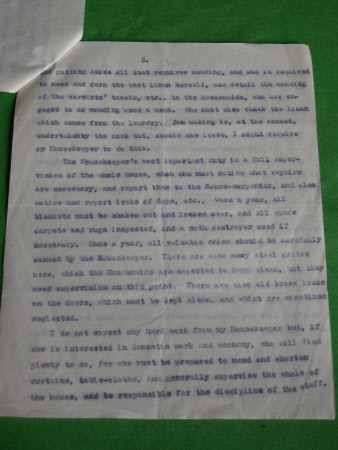 3.
the putting aside all that requires mending, and she is required
to mend and darn the best linen herself, and detail the mending
of the servants' towels, etc., to the housemaids, who are en-
gaged to do mending once a week. She must also check the linen
which comes from the laundry. Jam making is, at the moment,
undertaken by the cook but, should she leave, I might require
my Housekeeper to do this.
The Housekeeper's most important duty is a full super-
vision of the whole house, when she must notice what repairs
are necessary, and report them to the House-carpenter, and also
notice and report leaks of taps, etc.. Once a year, all
blankets must be shaken out and looked over, and all spare
carpets and rugs inspected, and a moth destroyer used if
necessary. Once a year, all valuable china should be carefully
washed by the Housekeeper. There are also many steel grates
here, which the Housemaids are expected to keep clean, but they
need supervision on this point. There are also old brass locks
on the doors, which must be kept clean, and which are sometimes
neglected.
I do not expect any hard work from my Housekeeper but, if
she is interested in domestic work and economy, she will find
plenty to do, for she must be prepared to mend and shorten
curtains, table-cloths, and generally supervise the whole of
the house, and be responsible for the discipline of the staff.